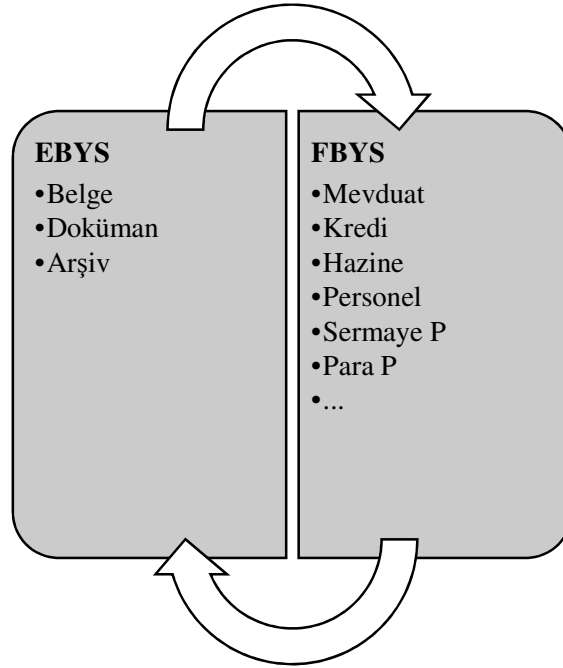 EBYS
•Belge
•Doküman
•Arşiv
FBYS
•Mevduat
•Kredi
•Hazine
•Personel
•Sermaye P
•Para P
•...